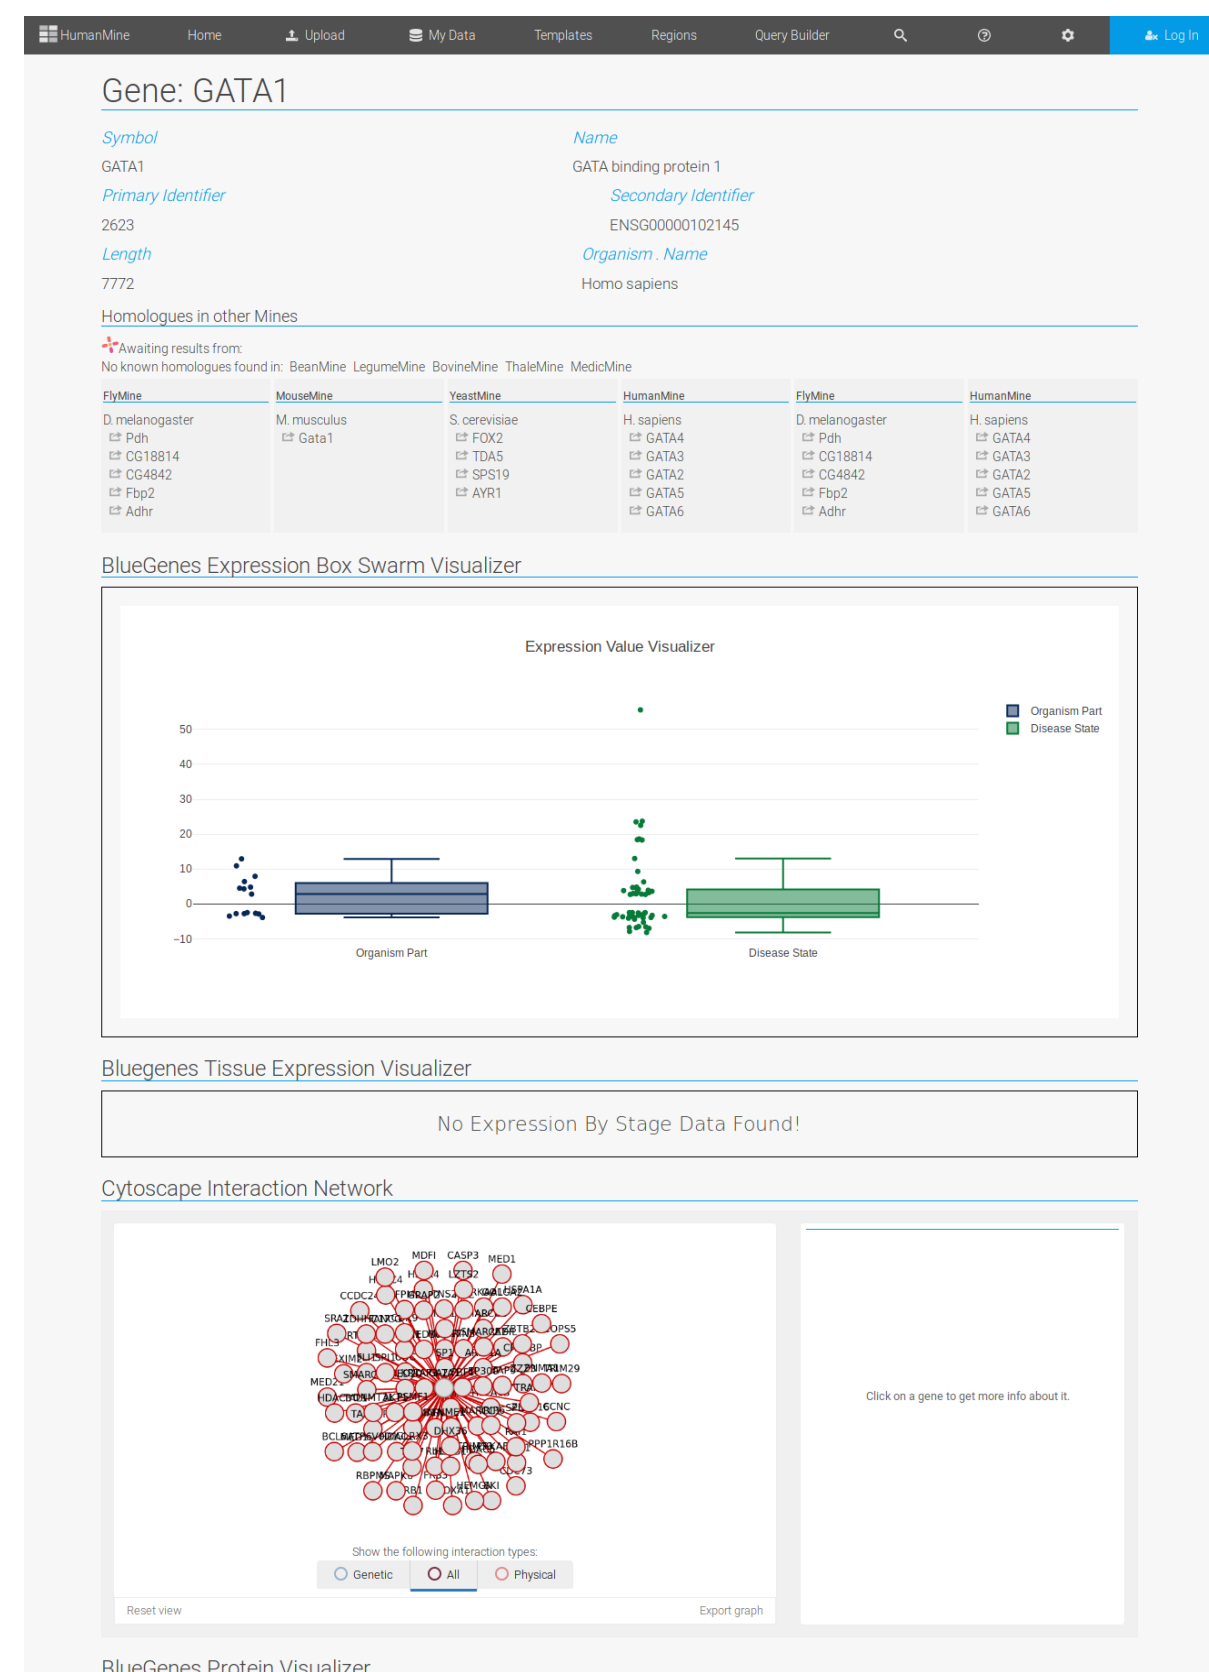 HumanMine Home Upload My Data Templates Regions Query Builder Log In
Gene: GATA1
Symbol Name
GATA1 GATA binding protein 1
Primary Identifier Secondary Identifier
2623 ENSG00000102145
Length Organism . Name
7772 Homo sapiens
Homologues in other Mines
Awaiting results from:
No known homologues found in: BeanMine LegumeMine BovineMine ThaleMine MedicMine
FlyMine MouseMine YeastMine HumanMine FlyMine HumanMine
D. melanogaster M. musculus S. cerevisiae H. sapiens D. melanogaster H. sapiens
Pdh Gata1 FOX2 GATA4 Pdh GATA4
CG18814 TDA5 GATA3 CG18814 GATA3
CG4842 SPS19 GATA2 CG4842 GATA2
Fbp2 AYR1 GATA5 Fbp2 GATA5
Adhr GATA6 Adhr GATA6
BlueGenes Expression Box Swarm Visualizer
Expression Value Visualizer
Organism Part
Disease State
50
40
30
20
10
0
−10
Organism Part Disease State
Bluegenes Tissue Expression Visualizer
No Expression By Stage Data Found!
Cytoscape Interaction Network
MDFI CASP3
LMO2 MED1
LZTS2
HSPA1A
CEBPE
FHL3
TRIM29
MED21
CCNC
DHX36
PPP1R16B
CDC73
RBPMS MAPK6
RB1
Click on a gene to get more info about it.
Show the following interaction types:
Genetic All Physical
Reset view Export graph
BlueGenes Protein Visualizer